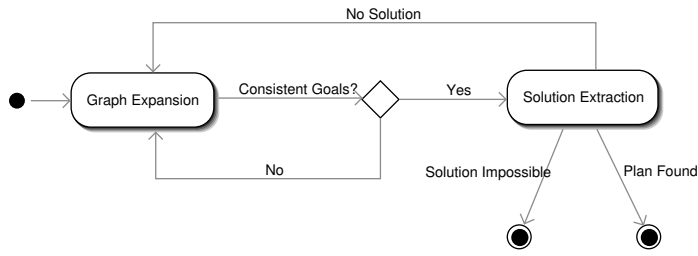 No Solution
Graph Expansion
Consistent Goals?
Yes
Solution Extraction
No
Solution Impossible
Plan Found